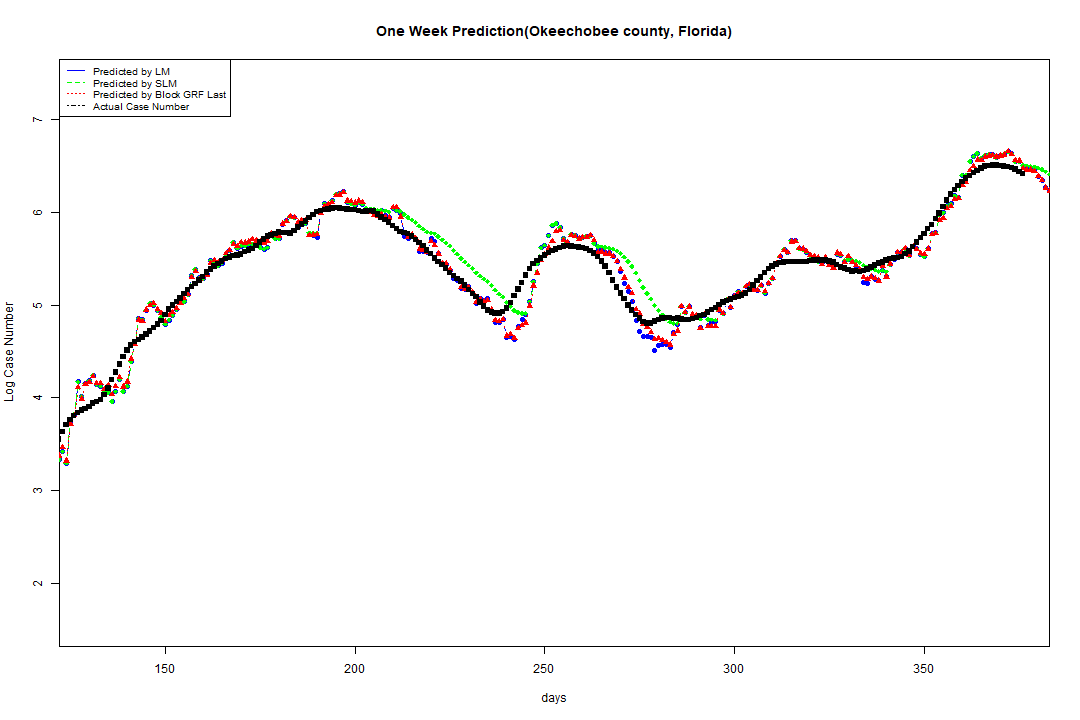 One Week Prediction(Okeechobee county, Florida)
Predicted by LM
Predicted by SLM
Predicted by Block GRF Last
Actual Case Number
Log Case Number
7
6
5
4
3
2
150 200 250 300 350
days